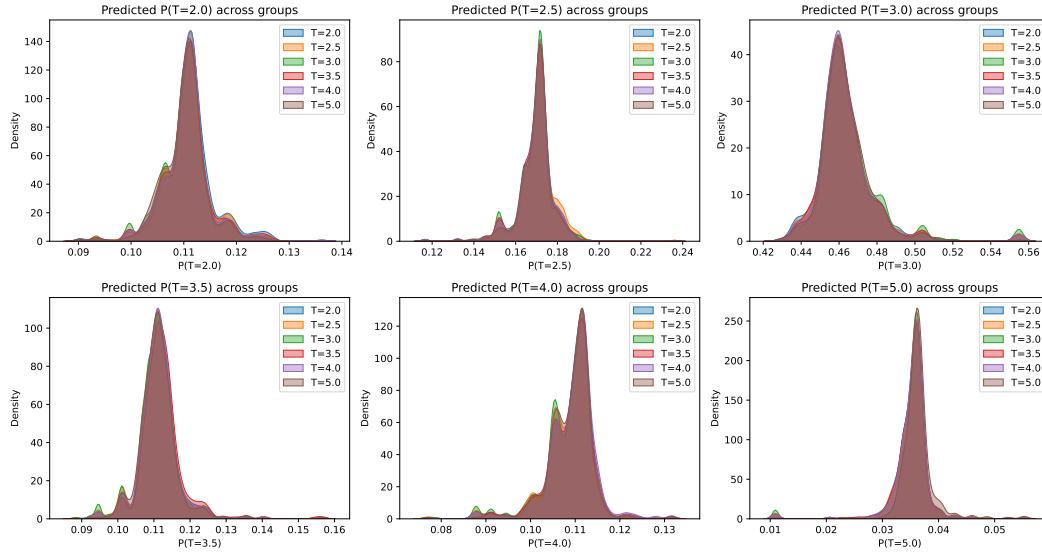 Predicted P(T=2.0) across groups
Density
140
120
100
80
60
40
20
0
0.09 0.10 0.11 0.12 0.13 0.14
P(T=2.0)
T=2.0
T=2.5
T=3.0
T=3.5
T=4.0
T=5.0
Predicted P(T=2.5) across groups
Density
80
60
40
20
0
0.12 0.14 0.16 0.18 0.20 0.22 0.24
P(T=2.5)
T=2.0
T=2.5
T=3.0
T=3.5
T=4.0
T=5.0
Predicted P(T=3.0) across groups
Density
40
30
20
10
0
0.42 0.44 0.46 0.48 0.50 0.52 0.54 0.56
P(T=3.0)
T=2.0
T=2.5
T=3.0
T=3.5
T=4.0
T=5.0
Predicted P(T=3.5) across groups
Density
100
80
60
40
20
0
0.09 0.10 0.11 0.12 0.13 0.14 0.15 0.16
P(T=3.5)
T=2.0
T=2.5
T=3.0
T=3.5
T=4.0
T=5.0
Predicted P(T=4.0) across groups
Density
120
100
80
60
40
20
0
0.08 0.09 0.10 0.11 0.12 0.13
P(T=4.0)
T=2.0
T=2.5
T=3.0
T=3.5
T=4.0
T=5.0
Predicted P(T=5.0) across groups
Density
250
200
150
100
50
0
0.01 0.02 0.03 0.04 0.05
P(T=5.0)
T=2.0
T=2.5
T=3.0
T=3.5
T=4.0
T=5.0